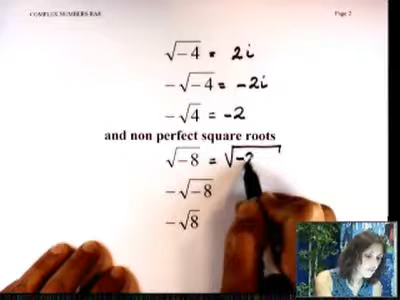 COMPLEX NUMBERS RAR
Page 2
√-4 = 2i
-√-4 = -2i
-√4 = -2
and non perfect square roots
√-8 = √-2
-√-8
-√8